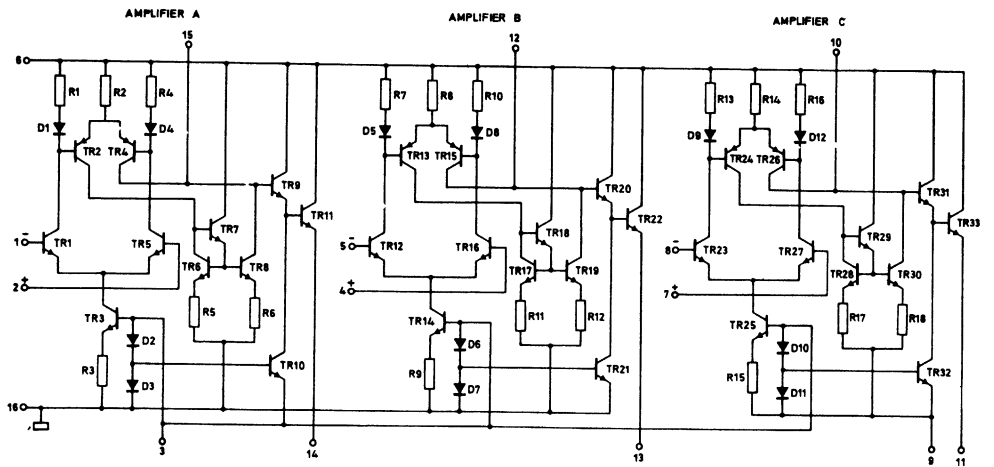 AMPLIFIER A AMPLIFIER B AMPLIFIER C
15 12 10
6
R1 R2 R4 R7 R8 R10 R13 R14 R16
D1 D4 D5 D8 D9 D12
TR2 TR4 TR13 TR15 TR24 TR26
TR9 TR20 TR31
TR11 TR22 TR33
1 − TR1 TR5 TR7 5 − TR12 TR16 TR18 8 − TR23 TR27 TR29
TR6 TR8 TR17 TR19 TR28 TR30
2 + 4 + 7 +
R5 R6 R11 R12 R17 R18
TR3 TR14 TR25
D2 D6 D10
R3 D3 TR10 R9 D7 TR21 R15 D11 TR32
16
3 14 13 9 11